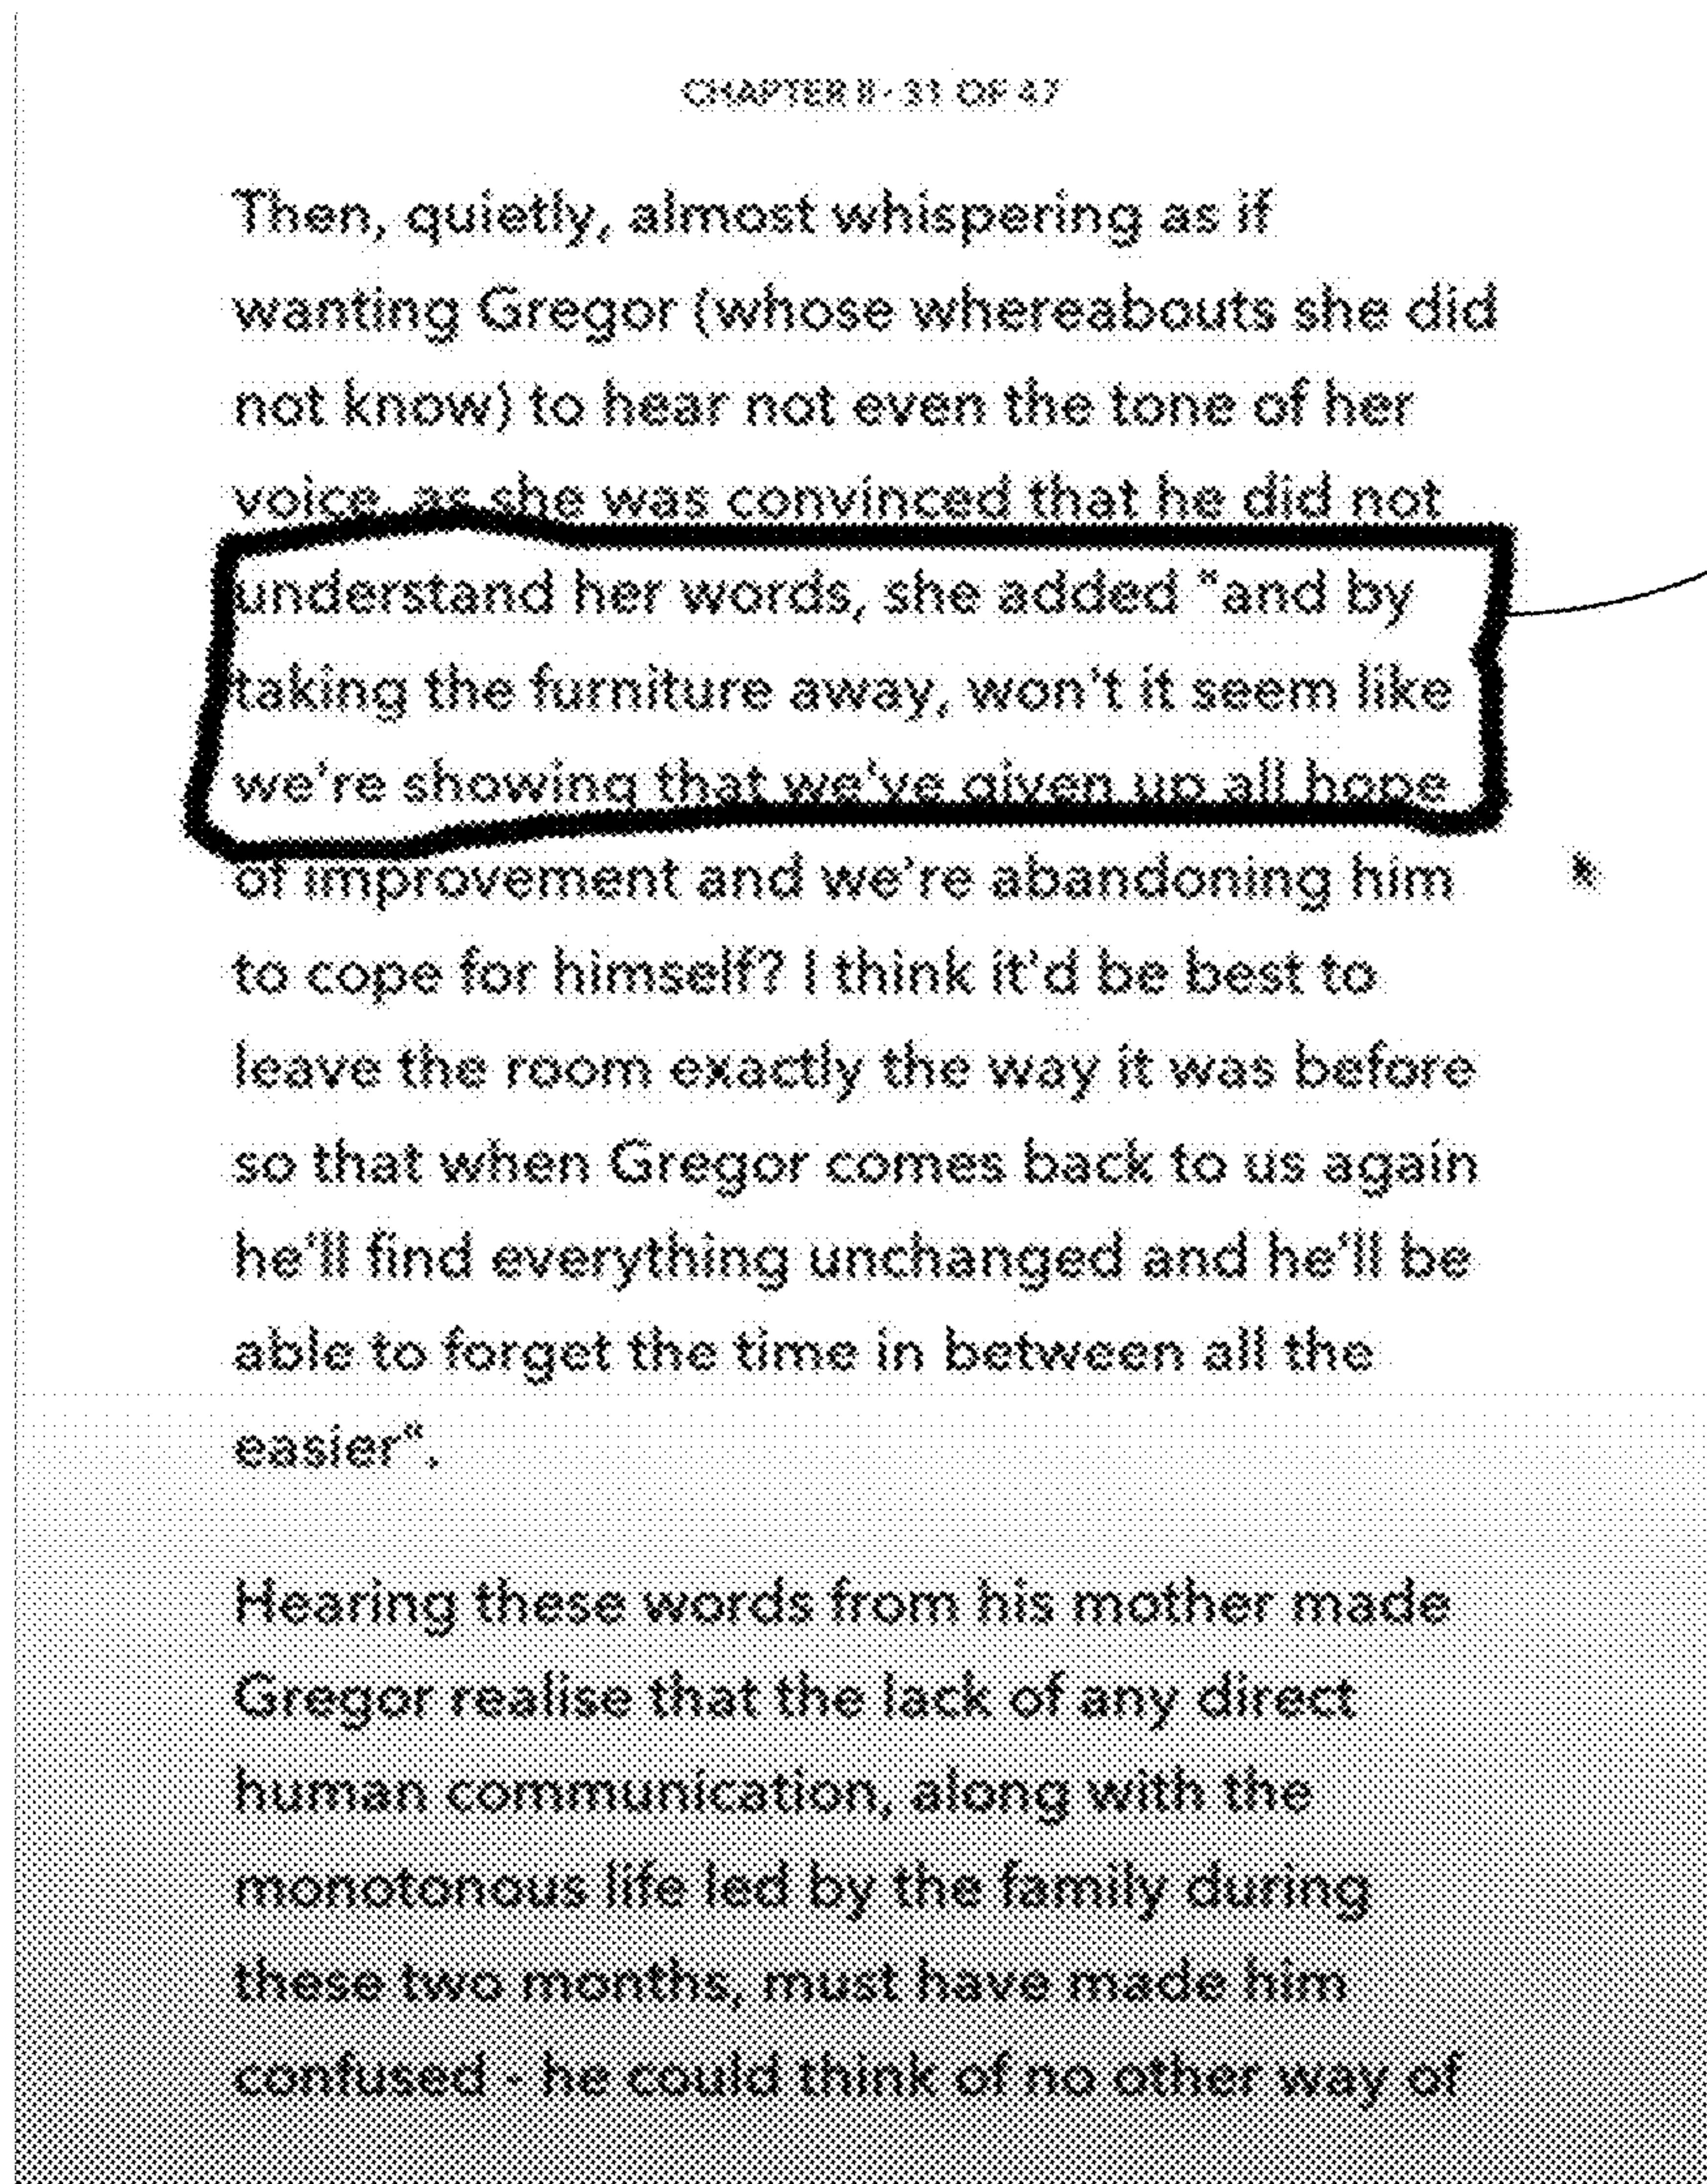 CHAPTER II · 31 OF 47
Then, quietly, almost whispering as if
wanting Gregor (whose whereabouts she did
not know) to hear not even the tone of her
voice, as she was convinced that he did not
understand her words, she added "and by
taking the furniture away, won't it seem like
we're showing that we've given up all hope
of improvement and we're abandoning him
to cope for himself? I think it'd be best to
leave the room exactly the way it was before
so that when Gregor comes back to us again
he'll find everything unchanged and he'll be
able to forget the time in between all the
easier".
Hearing these words from his mother made
Gregor realise that the lack of any direct
human communication, along with the
monotonous life led by the family during
these two months, must have made him
confused - he could think of no other way of